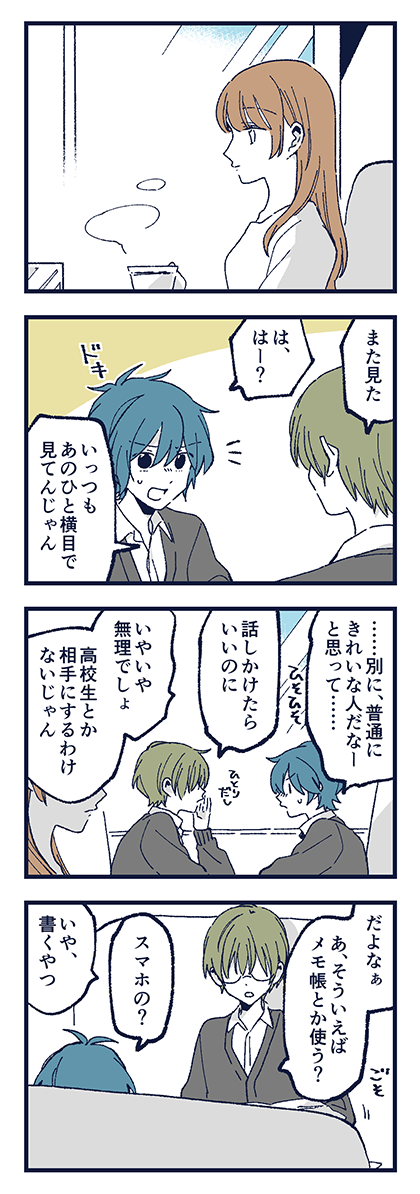 また見た
は、
はー？
ドキ
いっつも
あのひと横目で
見てんじゃん
……別に、普通に
きれいな人だなー
と思って……
ひそひそ
話しかけたら
いいのに
ひとり
だし
いやいや
無理でしょ
高校生とか
相手にするわけ
ないじゃん
だよなぁ
あ、そういえば
メモ帳とか使う？
ごそ
スマホの？
いや、
書くやつ